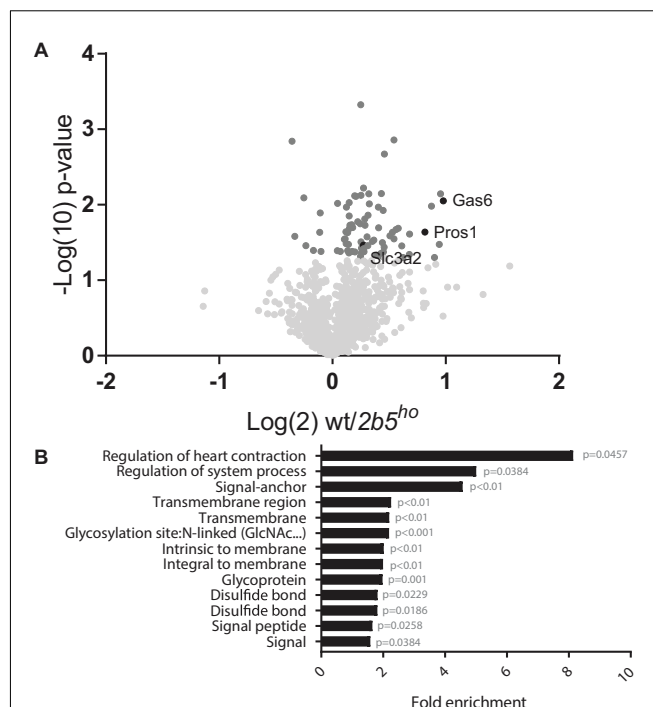 A
4
3
2
1
0
-Log(10) p-value
Gas6
Pros1
Slc3a2
-2 -1 0 1 2
Log(2) wt/2b5ho
B
Regulation of heart contraction p=0.0457
Regulation of system process p=0.0384
Signal-anchor p<0.01
Transmembrane region p<0.01
Transmembrane p<0.01
Glycosylation site:N-linked (GlcNAc...) p<0.001
Intrinsic to membrane p<0.01
Integral to membrane p<0.01
Glycoprotein p=0.001
Disulfide bond p=0.0229
Disulfide bond p=0.0186
Signal peptide p=0.0258
Signal p=0.0384
0 2 4 6 8 10
Fold enrichment